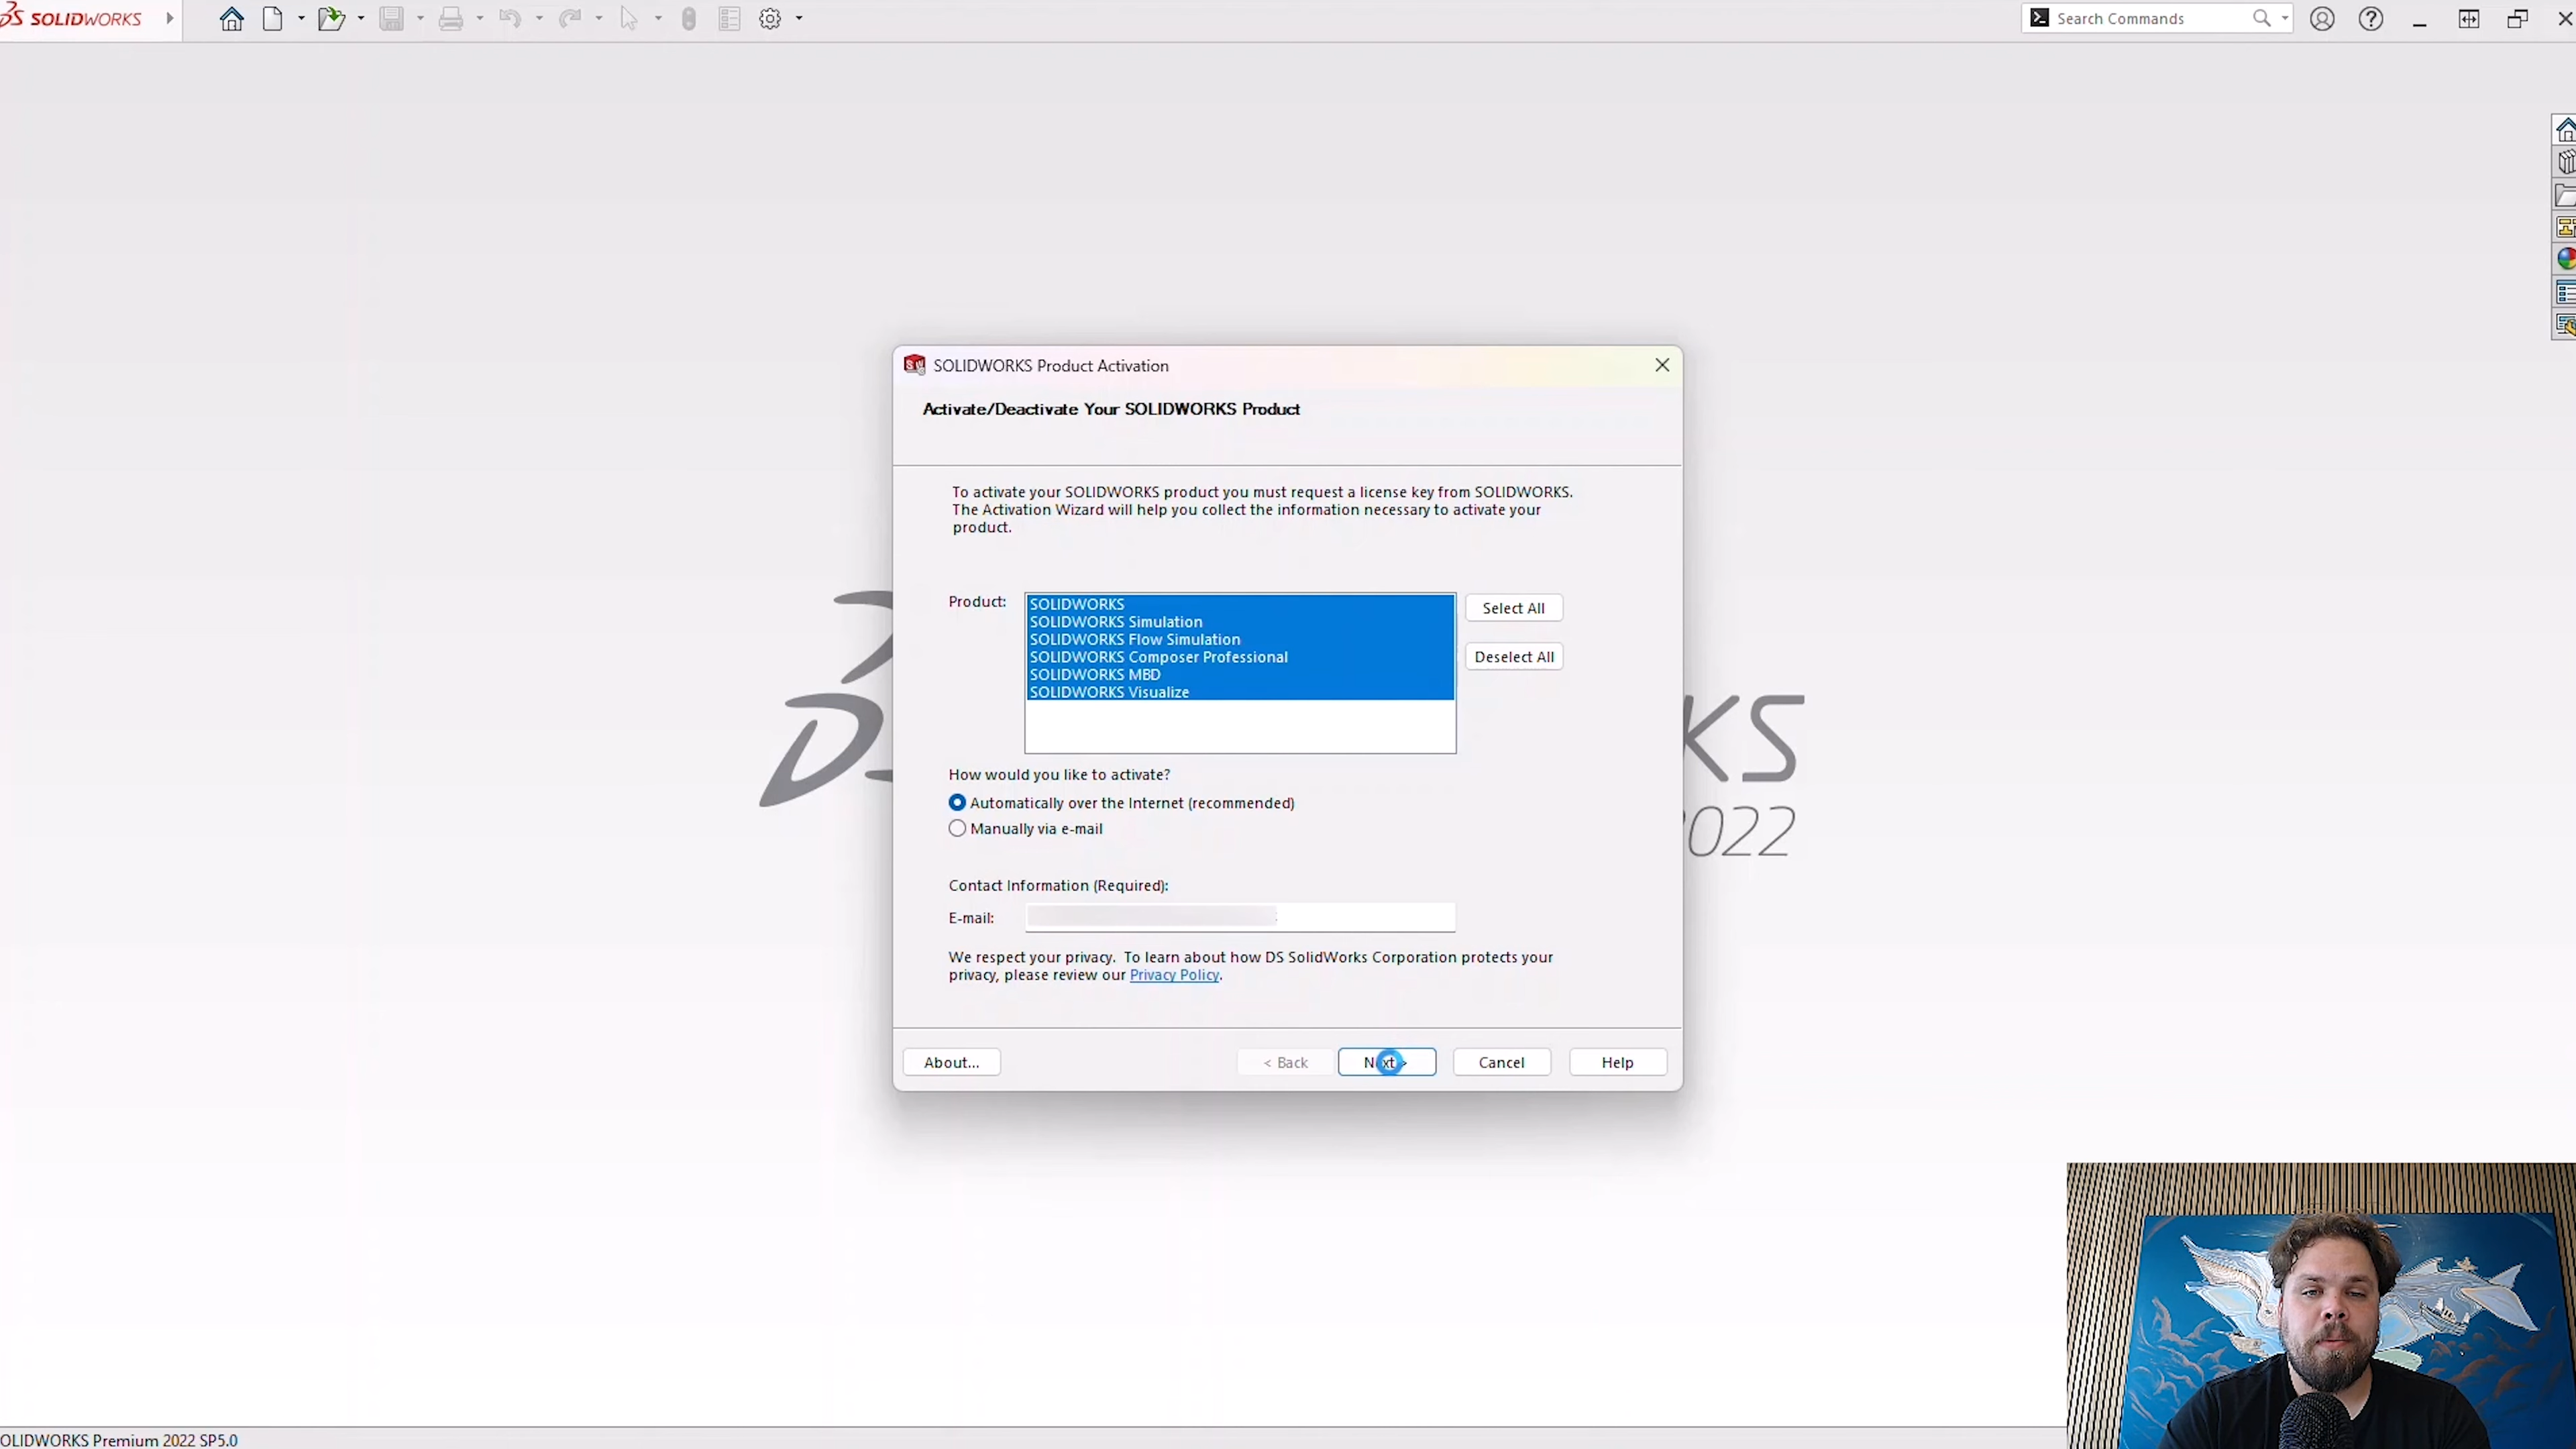 SOLIDWORKS
Search Commands
SOLIDWORKS Product Activation
Activate/Deactivate Your SOLIDWORKS Product
To activate your SOLIDWORKS product you must request a license key from SOLIDWORKS.
The Activation Wizard will help you collect the information necessary to activate your
product.
Product:
SOLIDWORKS
SOLIDWORKS Simulation
SOLIDWORKS Flow Simulation
SOLIDWORKS Composer Professional
SOLIDWORKS MBD
SOLIDWORKS Visualize
Select All
Deselect All
KS
2022
How would you like to activate?
Automatically over the Internet (recommended)
Manually via e-mail
Contact Information (Required):
E-mail:
We respect your privacy. To learn about how DS SolidWorks Corporation protects your
privacy, please review our Privacy Policy.
About...
< Back
Next >
Cancel
Help
OLIDWORKS Premium 2022 SP5.0